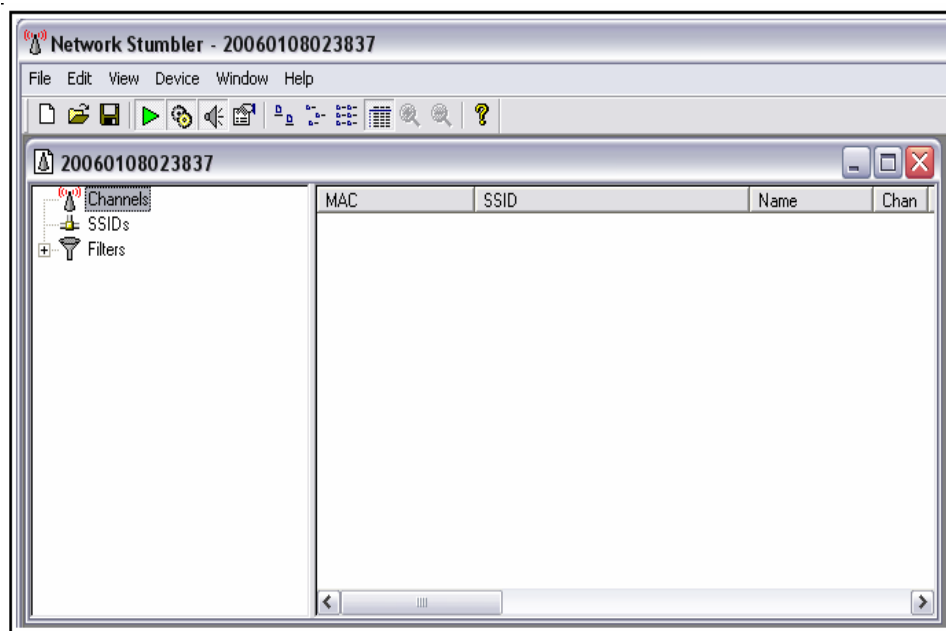 Network Stumbler - 20060108023837
File Edit View Device Window Help
20060108023837
Channels
SSIDs
Filters
MAC SSID Name Chan